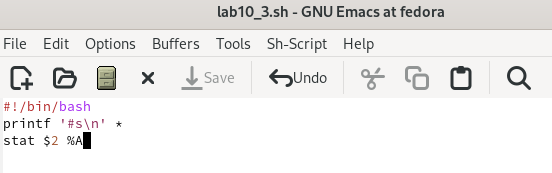 lab10_3.sh - GNU Emacs at fedora
File Edit Options Buffers Tools Sh-Script Help
Save Undo
#!/bin/bash
printf '#s\n' *
stat $2 %A